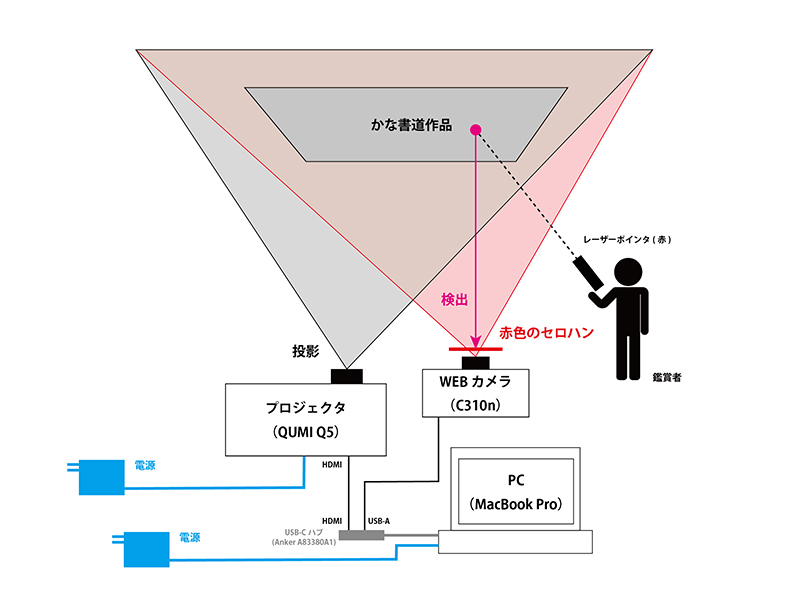 かな書道作品
レーザーポインタ ( 赤 )
検出
赤色のセロハン
投影
鑑賞者
WEB カメラ
（C310n）
プロジェクタ
（QUMI Q5）
HDMI
電源
PC
（MacBook Pro）
HDMI
USB-A
USB-C ハブ
(Anker A83380A1)
電源